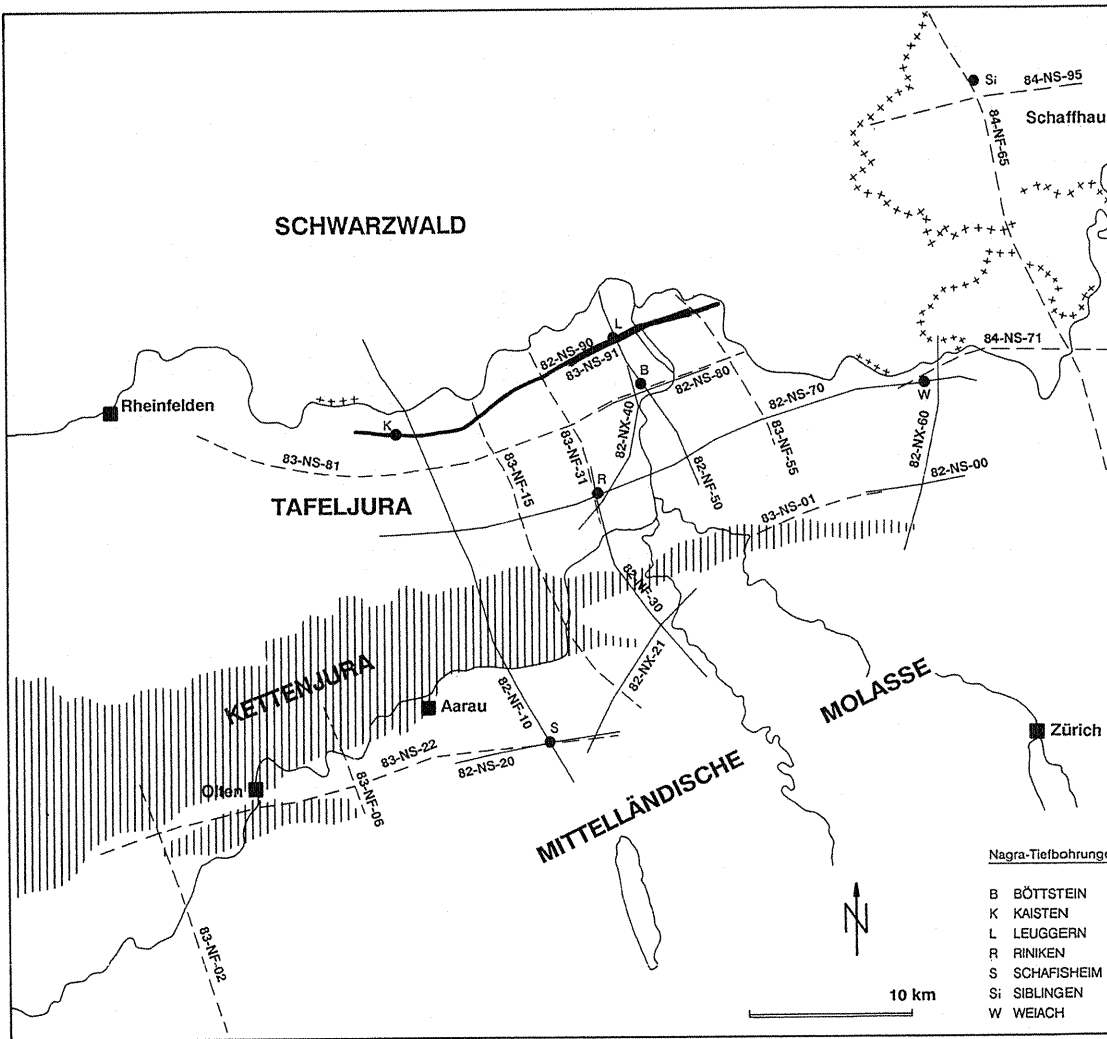 Si
84-NS-95
Schaffhau
84-NF-65
SCHWARZWALD
84-NS-71
L
82-NS-90
83-NS-91
B
82-NS-80
82-NS-70
W
Rheinfelden
K
82-NX-40
83-NF-55
82-NX-60
83-NS-81
83-NF-15
83-NF-31
R
82-NF-50
82-NS-00
TAFELJURA
83-NS-01
82-NF-30
82-NX-21
KETTENJURA
Aarau
82-NF-10
S
MOLASSE
Zürich
83-NS-22
82-NS-20
Olten
83-NF-06
MITTELLÄNDISCHE
83-NF-02
N
10 km
Nagra-Tiefbohrunge
B BÖTTSTEIN
K KAISTEN
L LEUGGERN
R RINIKEN
S SCHAFISHEIM
Si SIBLINGEN
W WEIACH